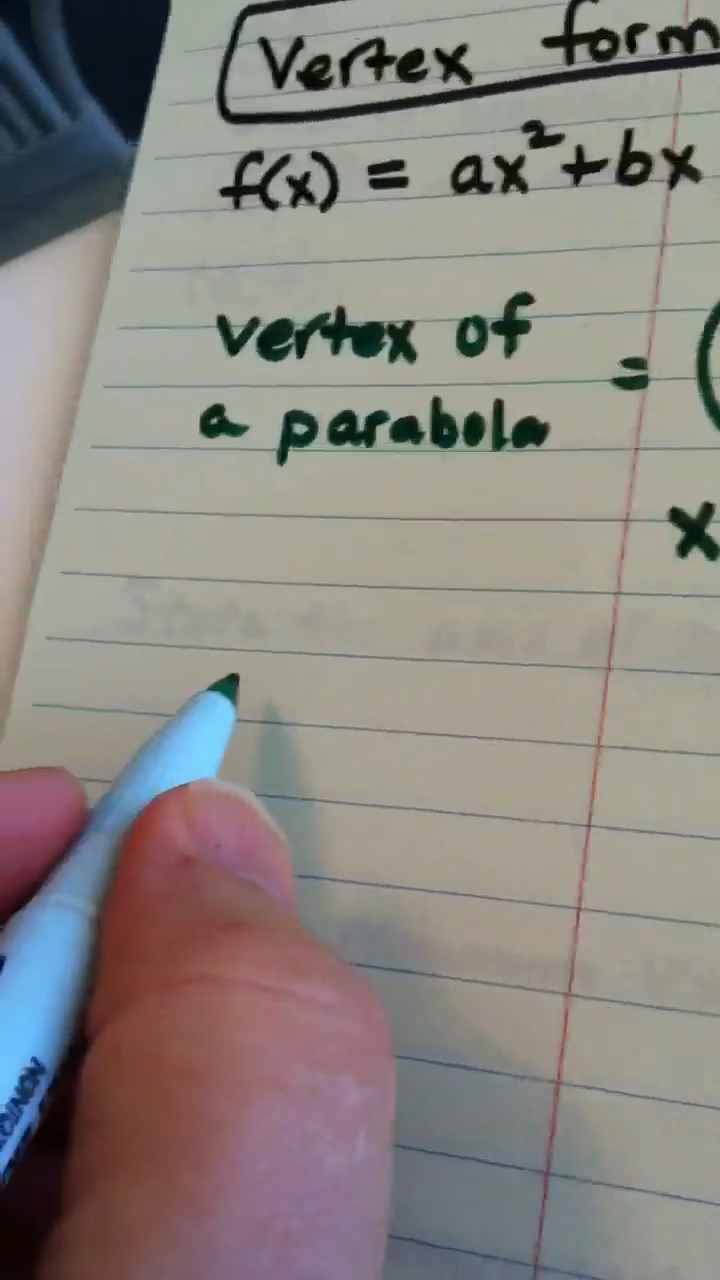 Vertex form
f(x) = ax²+bx
vertex of
a parabola
= (
x